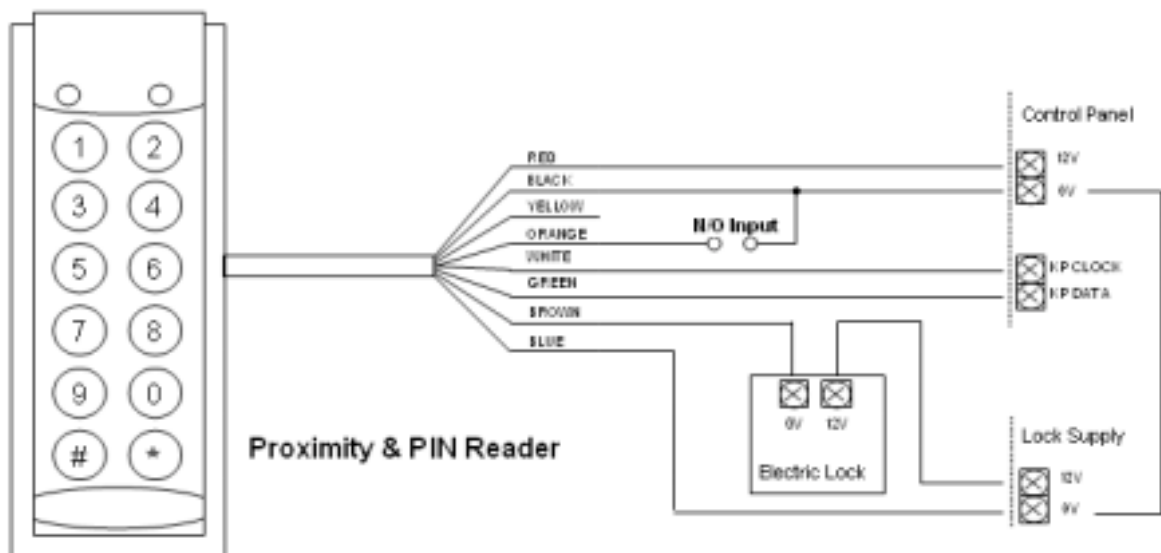 1 2
3 4
5 6
7 8
9 0
# *
Proximity & PIN Reader
RED
BLACK
YELLOW
ORANGE
WHITE
GREEN
BROWN
BLUE
N/O Input
Control Panel
12V
0V
KP CLOCK
KP DATA
0V 12V
Electric Lock
Lock Supply
12V
0V